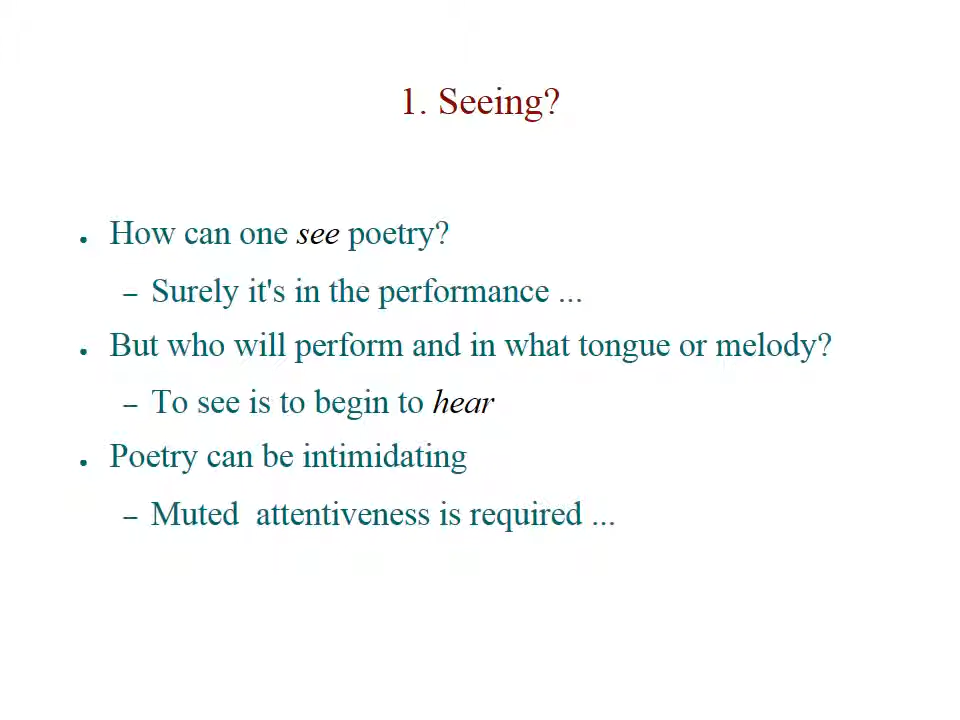 1. Seeing?
● How can one see poetry?
– Surely it's in the performance ...
● But who will perform and in what tongue or melody?
– To see is to begin to hear
● Poetry can be intimidating
– Muted  attentiveness is required ...